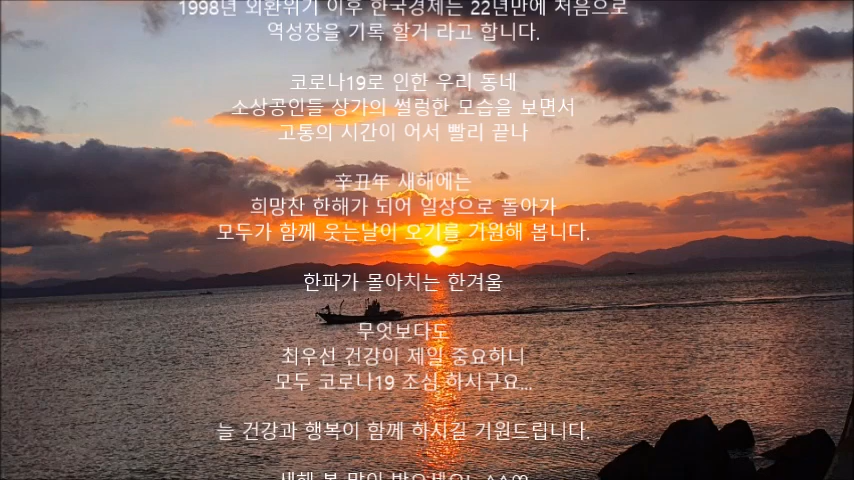 1998년 외환위기 이후 한국경제는 22년만에 처음으로
역성장을 기록 할거 라고 합니다.
코로나19로 인한 우리 동네
소상공인들 상가의 썰렁한 모습을 보면서
고통의 시간이 어서 빨리 끝나
辛丑年 새해에는
희망찬 한해가 되어 일상으로 돌아가
모두가 함께 웃는날이 오기를 기원해 봅니다.
한파가 몰아치는 한겨울
무엇보다도
최우선 건강이 제일 중요하니
모두 코로나19 조심 하시구요...
늘 건강과 행복이 함께 하시길 기원드립니다.
새해 복 많이 받으세요!